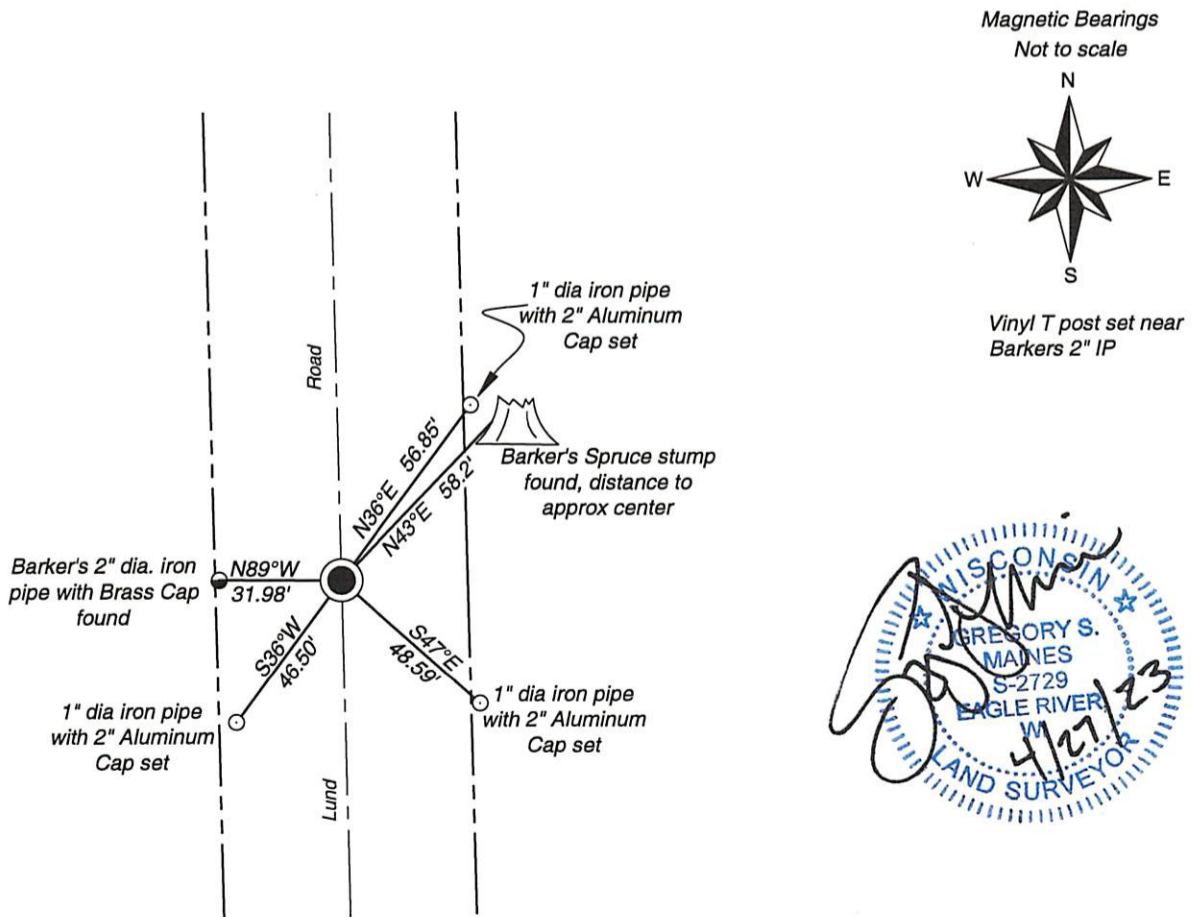 Magnetic Bearings
Not to scale
N
W
E
S
Vinyl T post set near
Barkers 2" IP
Road
1" dia iron pipe
with 2" Aluminum
Cap set
N36°E 56.85'
N43°E 58.2'
Barker's Spruce stump
found, distance to
approx center
Barker's 2" dia. iron
pipe with Brass Cap
found
N89°W
31.98'
S36°W
46.50'
S47°E
48.59'
1" dia iron pipe
with 2" Aluminum
Cap set
1" dia iron pipe
with 2" Aluminum
Cap set
Lund
WISCONSIN
GREGORY S.
MAINES
S-2729
EAGLE RIVER,
WI
4/27/23
LAND SURVEYOR